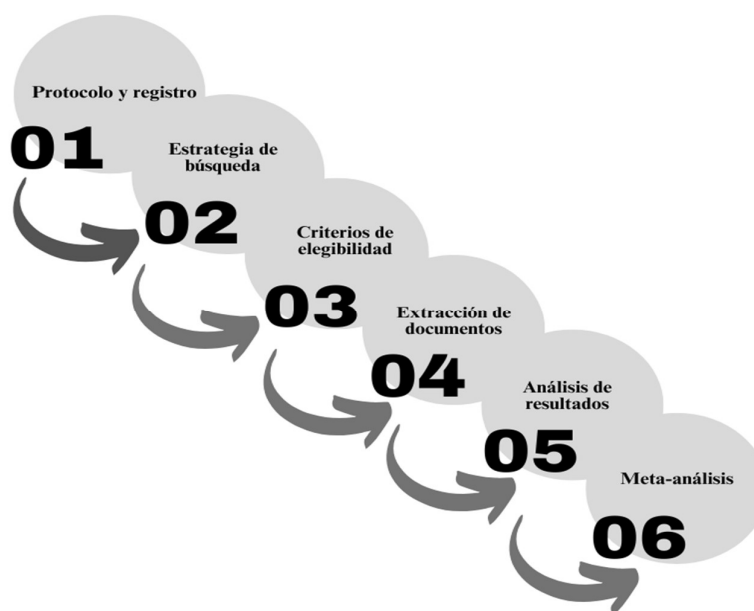 Protocolo y registro
01
Estrategia de
búsqueda
02
Criterios de
elegibilidad
03
Extracción de
documentos
04
Análisis de
resultados
05
Meta-análisis
06